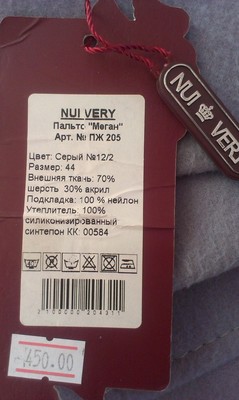 NUI VERY
Пальто "Меган"
Арт. № ПЖ 205
Цвет: Серый №12/2
Размер: 44
Внешняя ткань: 70%
шерсть 30% акрил
Подкладка: 100 % нейлон
Утеплитель: 100%
силиконизированный
синтепон КК: 00584
450.00
NUI VERY